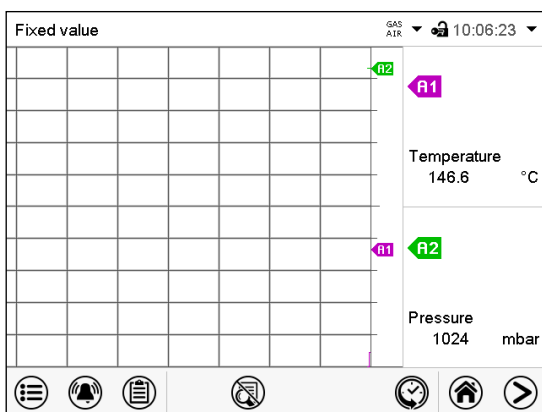 Fixed value
GAS
AIR
10:06:23
A2
A1
Temperature
146.6 °C
A1
A2
Pressure
1024 mbar